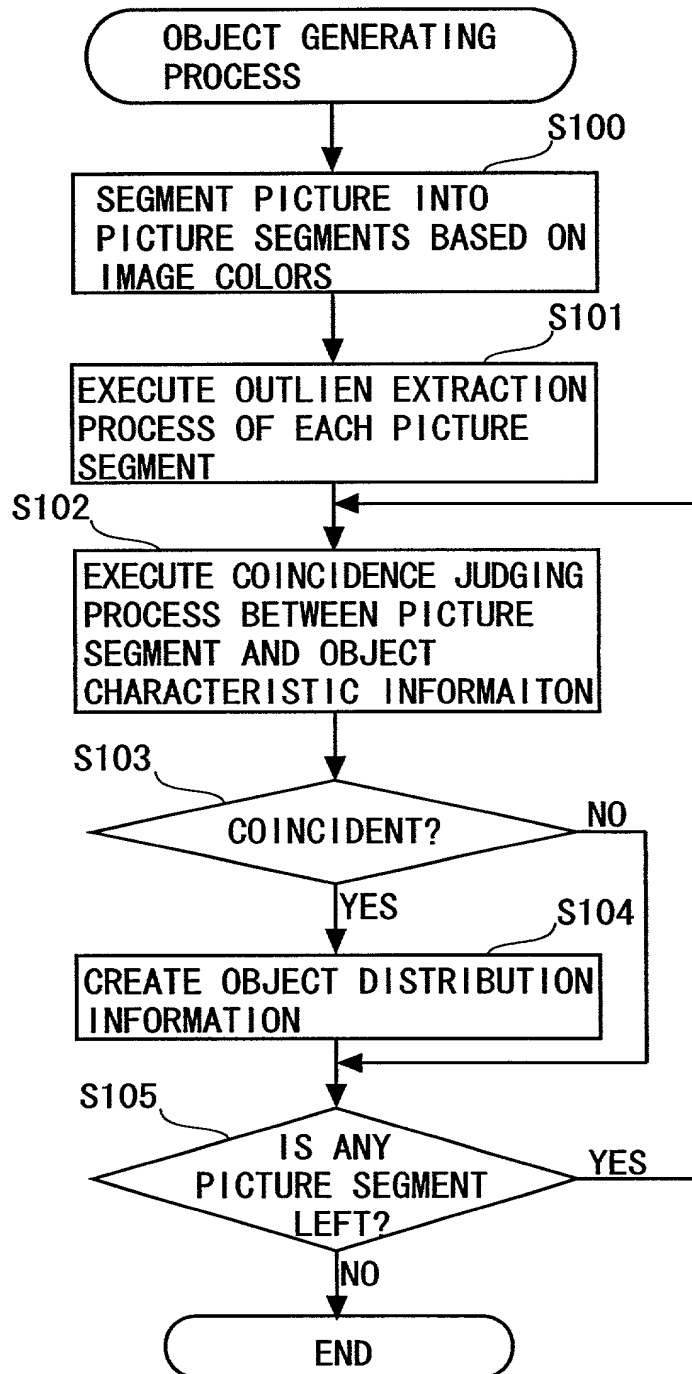 OBJECT GENERATING
PROCESS
S100
SEGMENT PICTURE INTO
PICTURE SEGMENTS BASED ON
IMAGE COLORS
S101
EXECUTE OUTLIEN EXTRACTION
PROCESS OF EACH PICTURE
SEGMENT
S102
EXECUTE COINCIDENCE JUDGING
PROCESS BETWEEN PICTURE
SEGMENT AND OBJECT
CHARACTERISTIC INFORMAITON
S103
COINCIDENT?
NO
YES
S104
CREATE OBJECT DISTRIBUTION
INFORMATION
S105
IS ANY
PICTURE SEGMENT
LEFT?
YES
NO
END